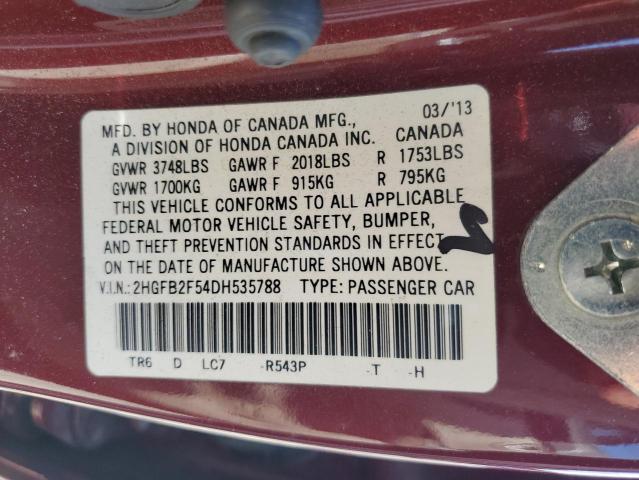 03/'13
MFD. BY HONDA OF CANADA MFG., CANADA
A DIVISION OF HONDA CANADA INC.
GVWR 3748LBS GAWR F 2018LBS R 1753LBS
GVWR 1700KG GAWR F 915KG R 795KG
THIS VEHICLE CONFORMS TO ALL APPLICABLE
FEDERAL MOTOR VEHICLE SAFETY, BUMPER,
AND THEFT PREVENTION STANDARDS IN EFFECT
ON THE DATE OF MANUFACTURE SHOWN ABOVE.
V.I.N.: 2HGFB2F54DH535788 TYPE: PASSENGER CAR
TR6 D LC7 -R543P -T -H